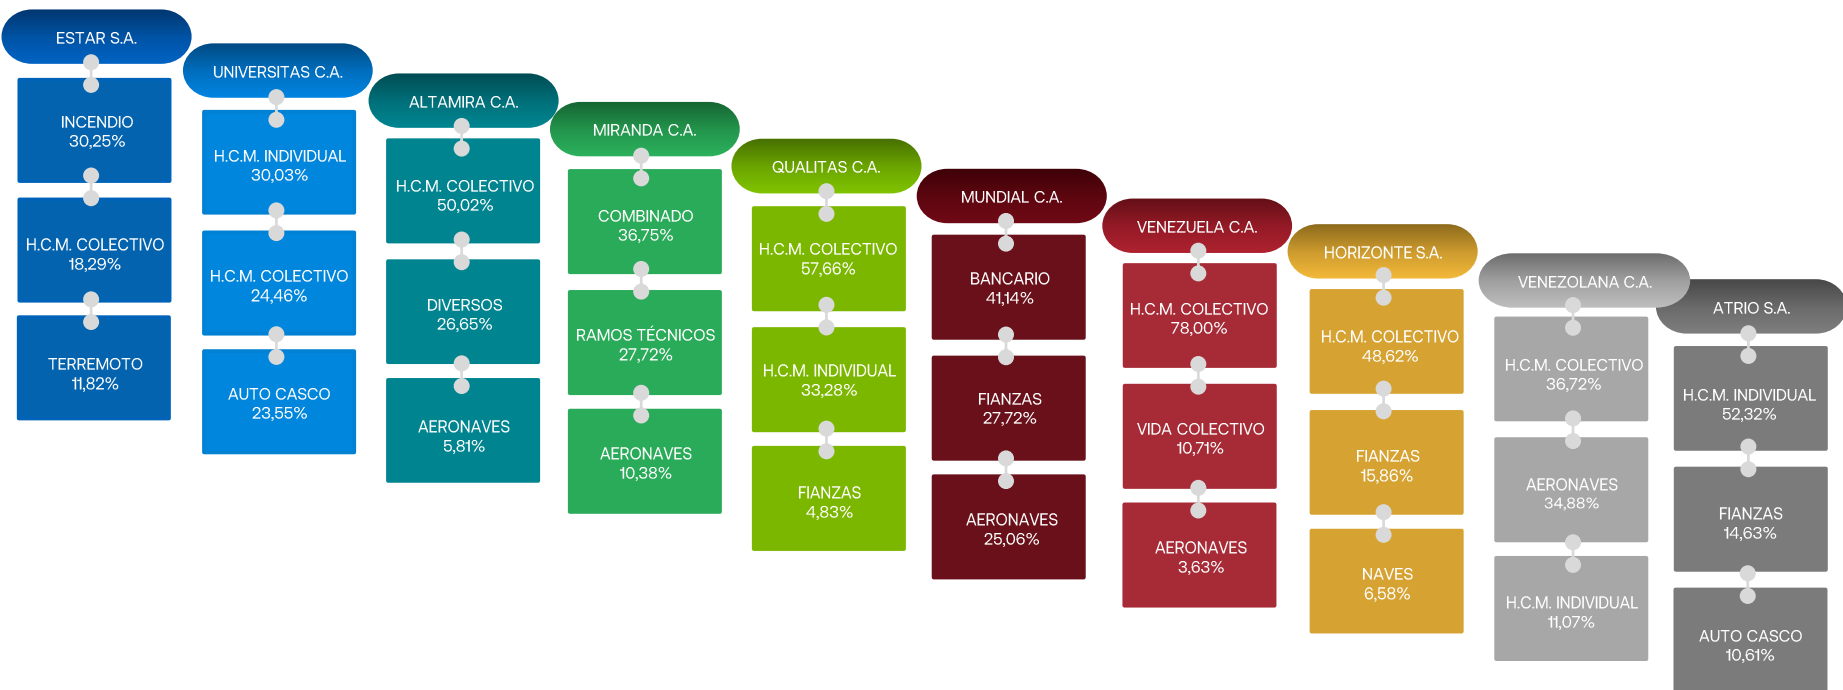 ESTAR S.A.
INCENDIO
30,25%
H.C.M. COLECTIVO
18,29%
TERREMOTO
11,82%
UNIVERSITAS C.A.
H.C.M. INDIVIDUAL
30,03%
H.C.M. COLECTIVO
24,46%
AUTO CASCO
23,55%
ALTAMIRA C.A.
H.C.M. COLECTIVO
50,02%
DIVERSOS
26,65%
AERONAVES
5,81%
MIRANDA C.A.
COMBINADO
36,75%
RAMOS TÉCNICOS
27,72%
AERONAVES
10,38%
QUALITAS C.A.
H.C.M. COLECTIVO
57,66%
H.C.M. INDIVIDUAL
33,28%
FIANZAS
4,83%
MUNDIAL C.A.
BANCARIO
41,14%
FIANZAS
27,72%
AERONAVES
25,06%
VENEZUELA C.A.
H.C.M. COLECTIVO
78,00%
VIDA COLECTIVO
10,71%
AERONAVES
3,63%
HORIZONTE S.A.
H.C.M. COLECTIVO
48,62%
FIANZAS
15,86%
NAVES
6,58%
VENEZOLANA C.A.
H.C.M. COLECTIVO
36,72%
AERONAVES
34,88%
H.C.M. INDIVIDUAL
11,07%
ATRIO S.A.
H.C.M. INDIVIDUAL
52,32%
FIANZAS
14,63%
AUTO CASCO
10,61%